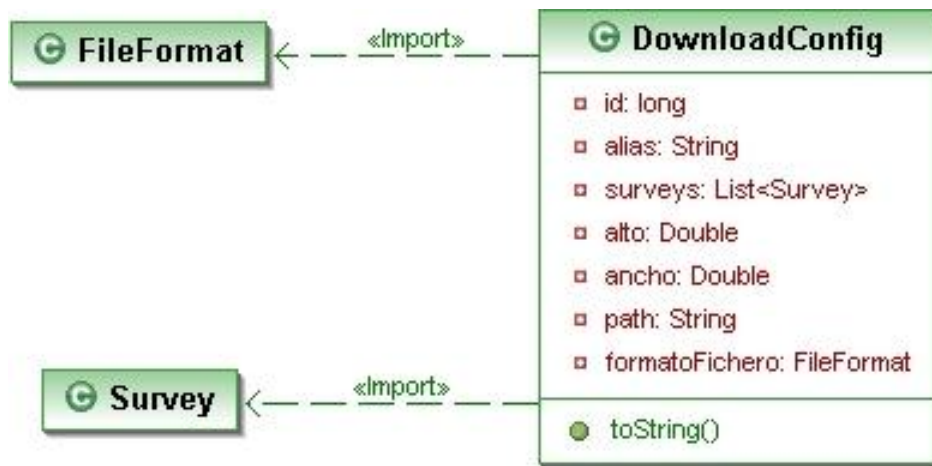 FileFormat
«Import»
DownloadConfig
id: long
alias: String
surveys: List<Survey>
alto: Double
ancho: Double
path: String
formatoFichero: FileFormat
Survey
«Import»
toString()